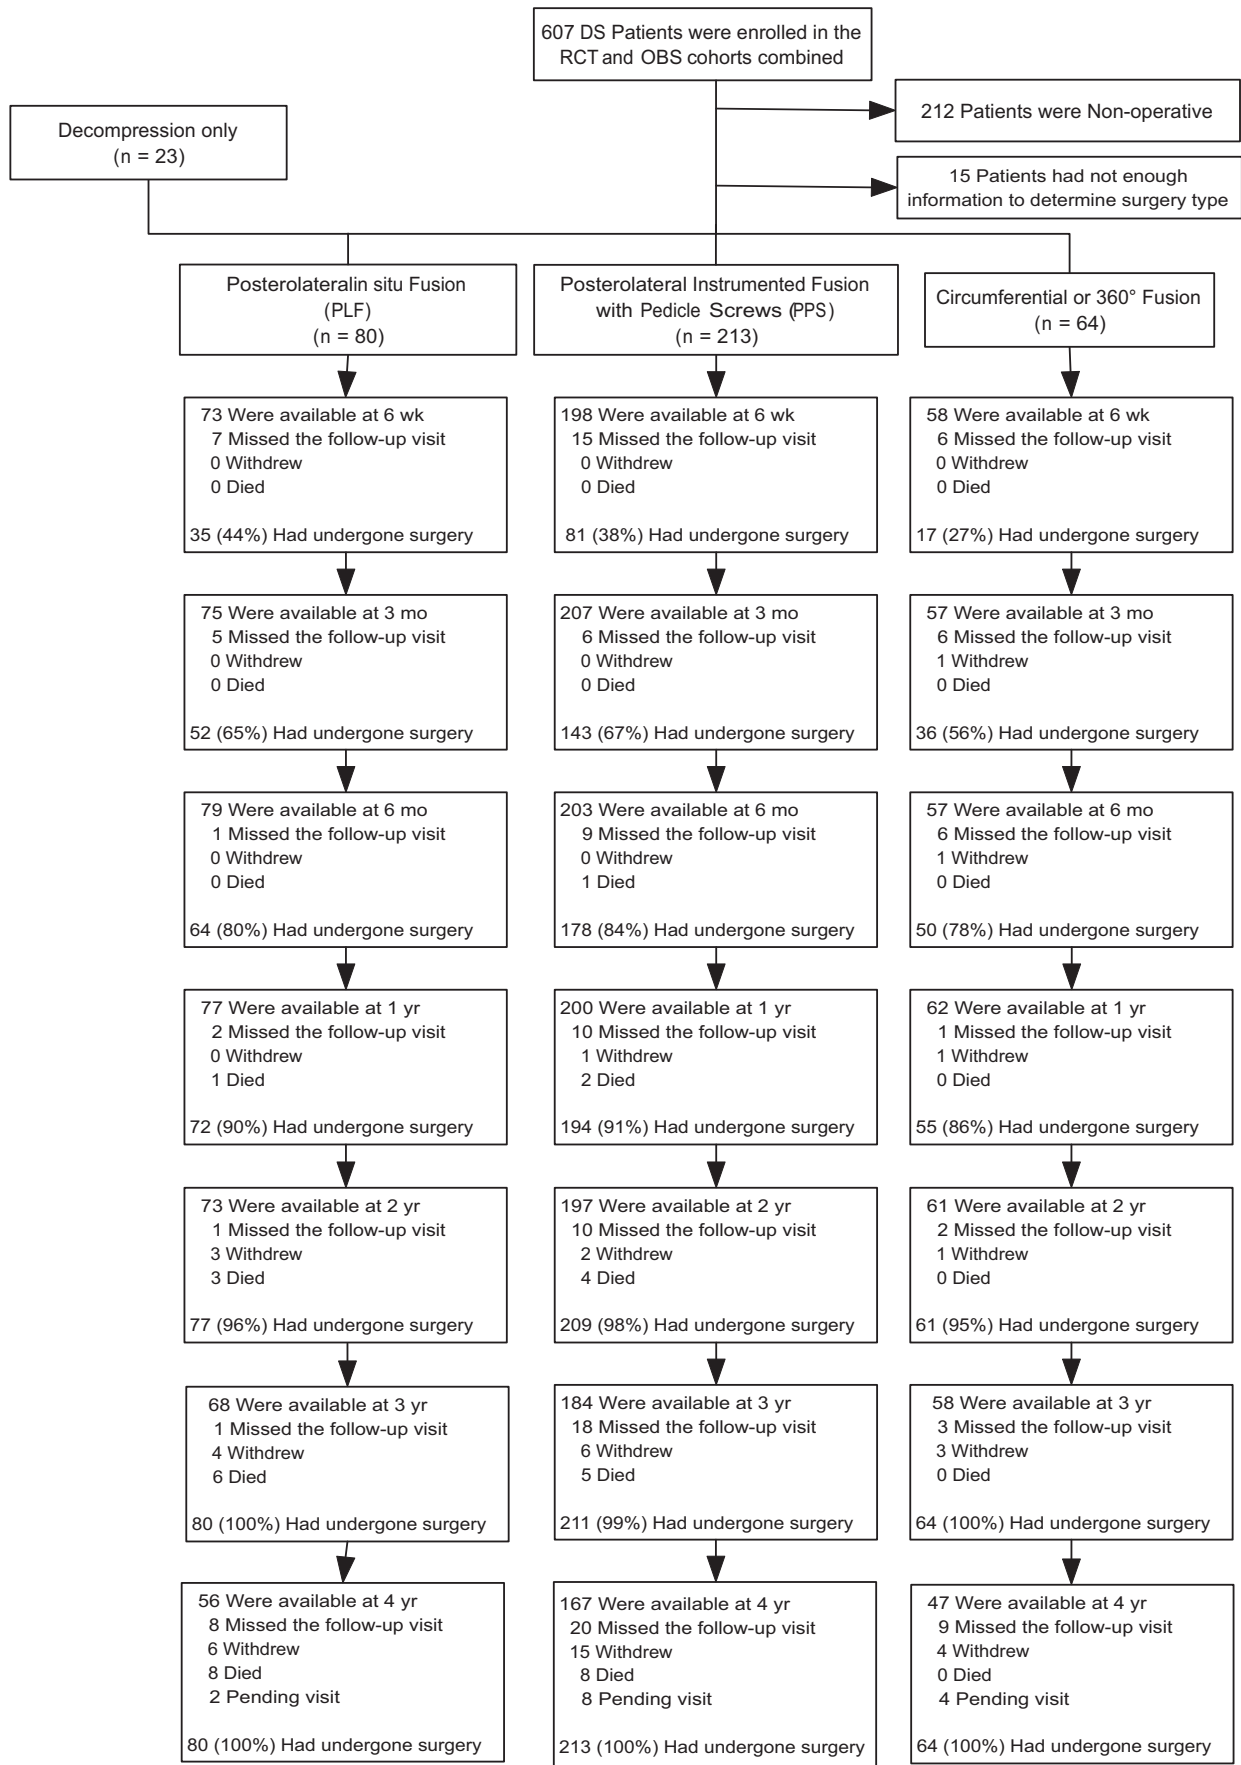 607 DS Patients were enrolled in the
RCT and OBS cohorts combined
212 Patients were Non-operative
Decompression only
(n = 23)
15 Patients had not enough
information to determine surgery type
Posterolateralin situ Fusion
(PLF)
(n = 80)
Posterolateral Instrumented Fusion
with Pedicle Screws (PPS)
(n = 213)
Circumferential or 360° Fusion
(n = 64)
73 Were available at 6 wk
7 Missed the follow-up visit
0 Withdrew
0 Died
35 (44%) Had undergone surgery
198 Were available at 6 wk
15 Missed the follow-up visit
0 Withdrew
0 Died
81 (38%) Had undergone surgery
58 Were available at 6 wk
6 Missed the follow-up visit
0 Withdrew
0 Died
17 (27%) Had undergone surgery
75 Were available at 3 mo
5 Missed the follow-up visit
0 Withdrew
0 Died
52 (65%) Had undergone surgery
207 Were available at 3 mo
6 Missed the follow-up visit
0 Withdrew
0 Died
143 (67%) Had undergone surgery
57 Were available at 3 mo
6 Missed the follow-up visit
1 Withdrew
0 Died
36 (56%) Had undergone surgery
79 Were available at 6 mo
1 Missed the follow-up visit
0 Withdrew
0 Died
64 (80%) Had undergone surgery
203 Were available at 6 mo
9 Missed the follow-up visit
0 Withdrew
1 Died
178 (84%) Had undergone surgery
57 Were available at 6 mo
6 Missed the follow-up visit
1 Withdrew
0 Died
50 (78%) Had undergone surgery
77 Were available at 1 yr
2 Missed the follow-up visit
0 Withdrew
1 Died
72 (90%) Had undergone surgery
200 Were available at 1 yr
10 Missed the follow-up visit
1 Withdrew
2 Died
194 (91%) Had undergone surgery
62 Were available at 1 yr
1 Missed the follow-up visit
1 Withdrew
0 Died
55 (86%) Had undergone surgery
73 Were available at 2 yr
1 Missed the follow-up visit
3 Withdrew
3 Died
77 (96%) Had undergone surgery
197 Were available at 2 yr
10 Missed the follow-up visit
2 Withdrew
4 Died
209 (98%) Had undergone surgery
61 Were available at 2 yr
2 Missed the follow-up visit
1 Withdrew
0 Died
61 (95%) Had undergone surgery
68 Were available at 3 yr
1 Missed the follow-up visit
4 Withdrew
6 Died
80 (100%) Had undergone surgery
184 Were available at 3 yr
18 Missed the follow-up visit
6 Withdrew
5 Died
211 (99%) Had undergone surgery
58 Were available at 3 yr
3 Missed the follow-up visit
3 Withdrew
0 Died
64 (100%) Had undergone surgery
56 Were available at 4 yr
8 Missed the follow-up visit
6 Withdrew
8 Died
2 Pending visit
80 (100%) Had undergone surgery
167 Were available at 4 yr
20 Missed the follow-up visit
15 Withdrew
8 Died
8 Pending visit
213 (100%) Had undergone surgery
47 Were available at 4 yr
9 Missed the follow-up visit
4 Withdrew
0 Died
4 Pending visit
64 (100%) Had undergone surgery